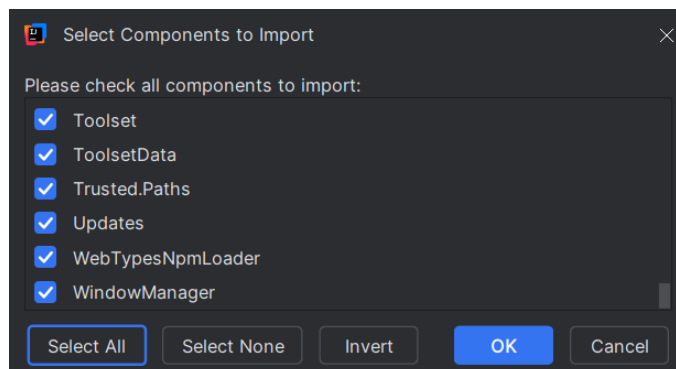 Select Components to Import
Please check all components to import:
Toolset
ToolsetData
Trusted.Paths
Updates
WebTypesNpmLoader
WindowManager
Select All Select None Invert OK Cancel